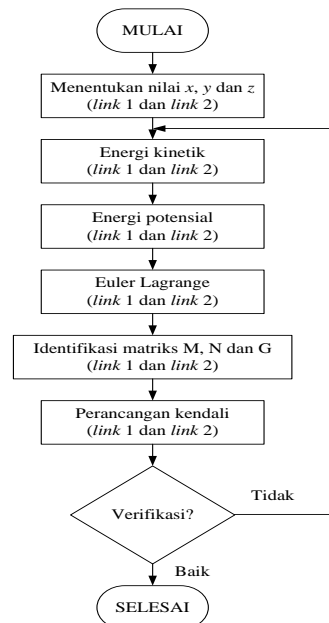 MULAI
Menentukan nilai x, y dan z
(link 1 dan link 2)
Energi kinetik
(link 1 dan link 2)
Energi potensial
(link 1 dan link 2)
Euler Lagrange
(link 1 dan link 2)
Identifikasi matriks M, N dan G
(link 1 dan link 2)
Perancangan kendali
(link 1 dan link 2)
Verifikasi?
Tidak
Baik
SELESAI